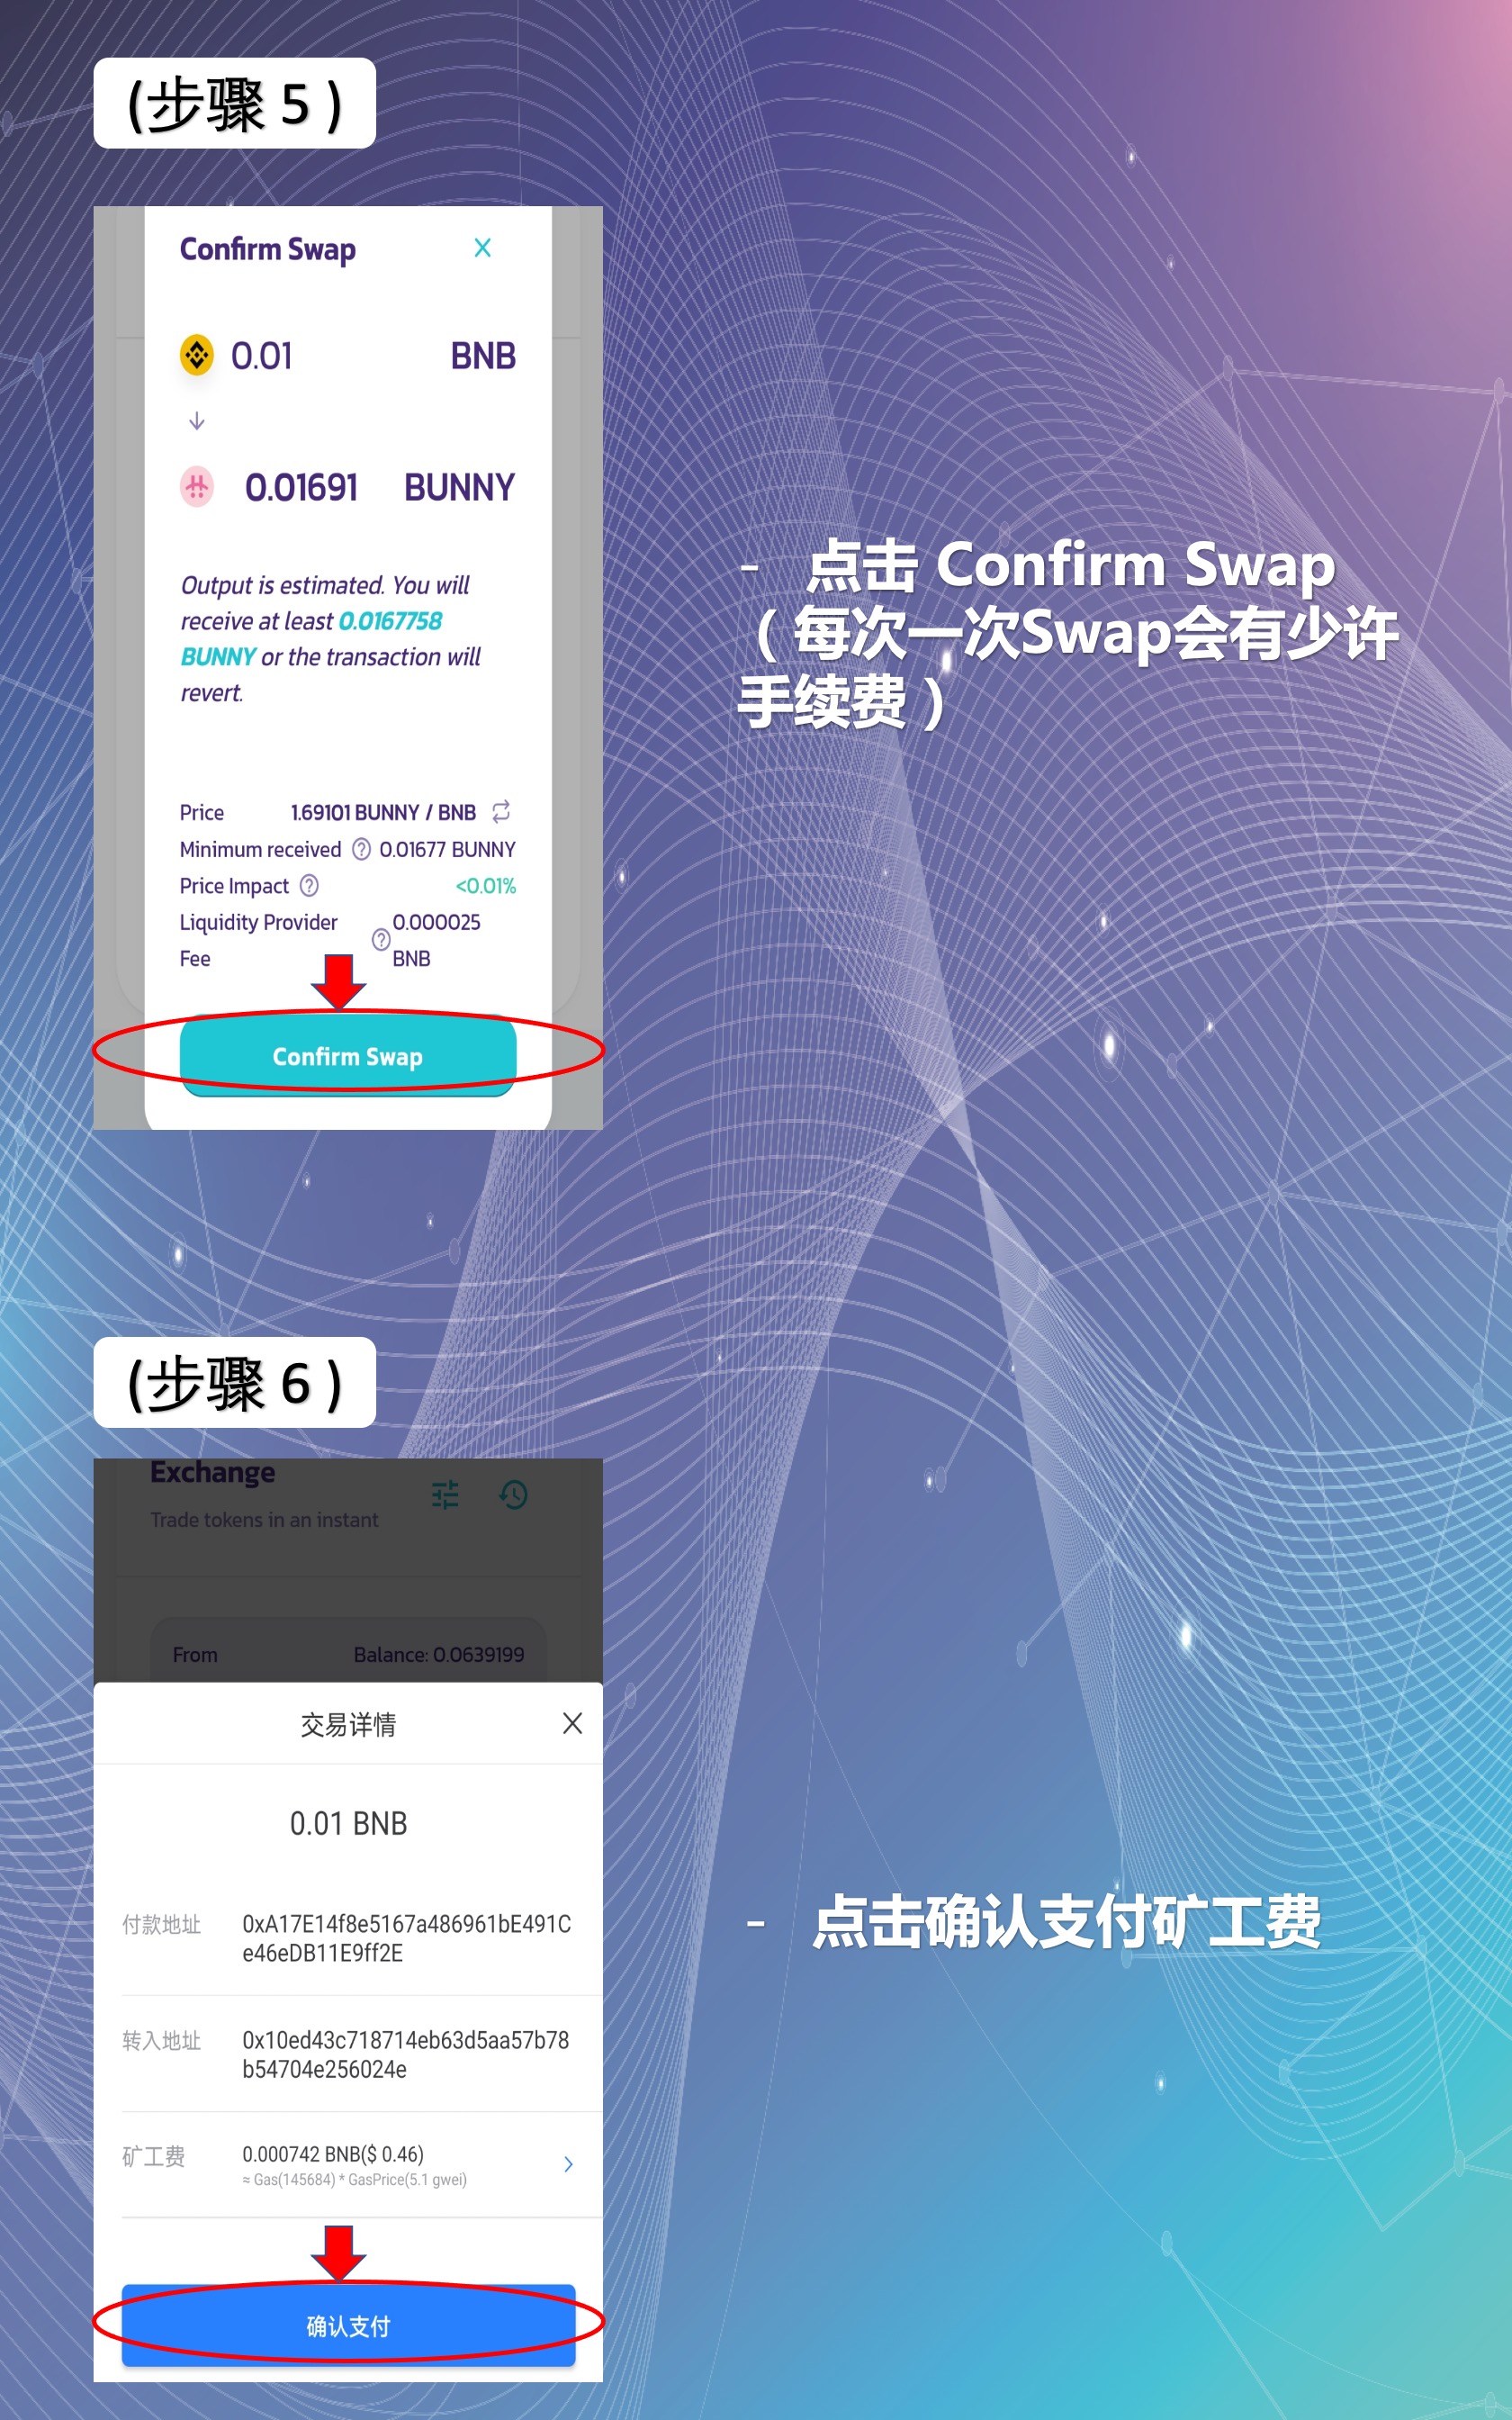 (步骤 5 )
Confirm Swap
0.01 BNB
0.01691 BUNNY
Output is estimated. You will
receive at least 0.0167758
BUNNY or the transaction will
revert.
Price 1.69101 BUNNY / BNB
Minimum received ? 0.01677 BUNNY
Price Impact ? <0.01%
Liquidity Provider Fee ? 0.000025 BNB
Confirm Swap
- 点击 Confirm Swap
（每次一次Swap会有少许
手续费）
(步骤 6 )
Exchange
Trade tokens in an instant
From Balance: 0.0639199
交易详情
0.01 BNB
付款地址 0xA17E14f8e5167a486961bE491C
e46eDB11E9ff2E
转入地址 0x10ed43c718714eb63d5aa57b78
b54704e256024e
矿工费 0.000742 BNB($ 0.46)
≈ Gas(145684) * GasPrice(5.1 gwei)
确认支付
- 点击确认支付矿工费